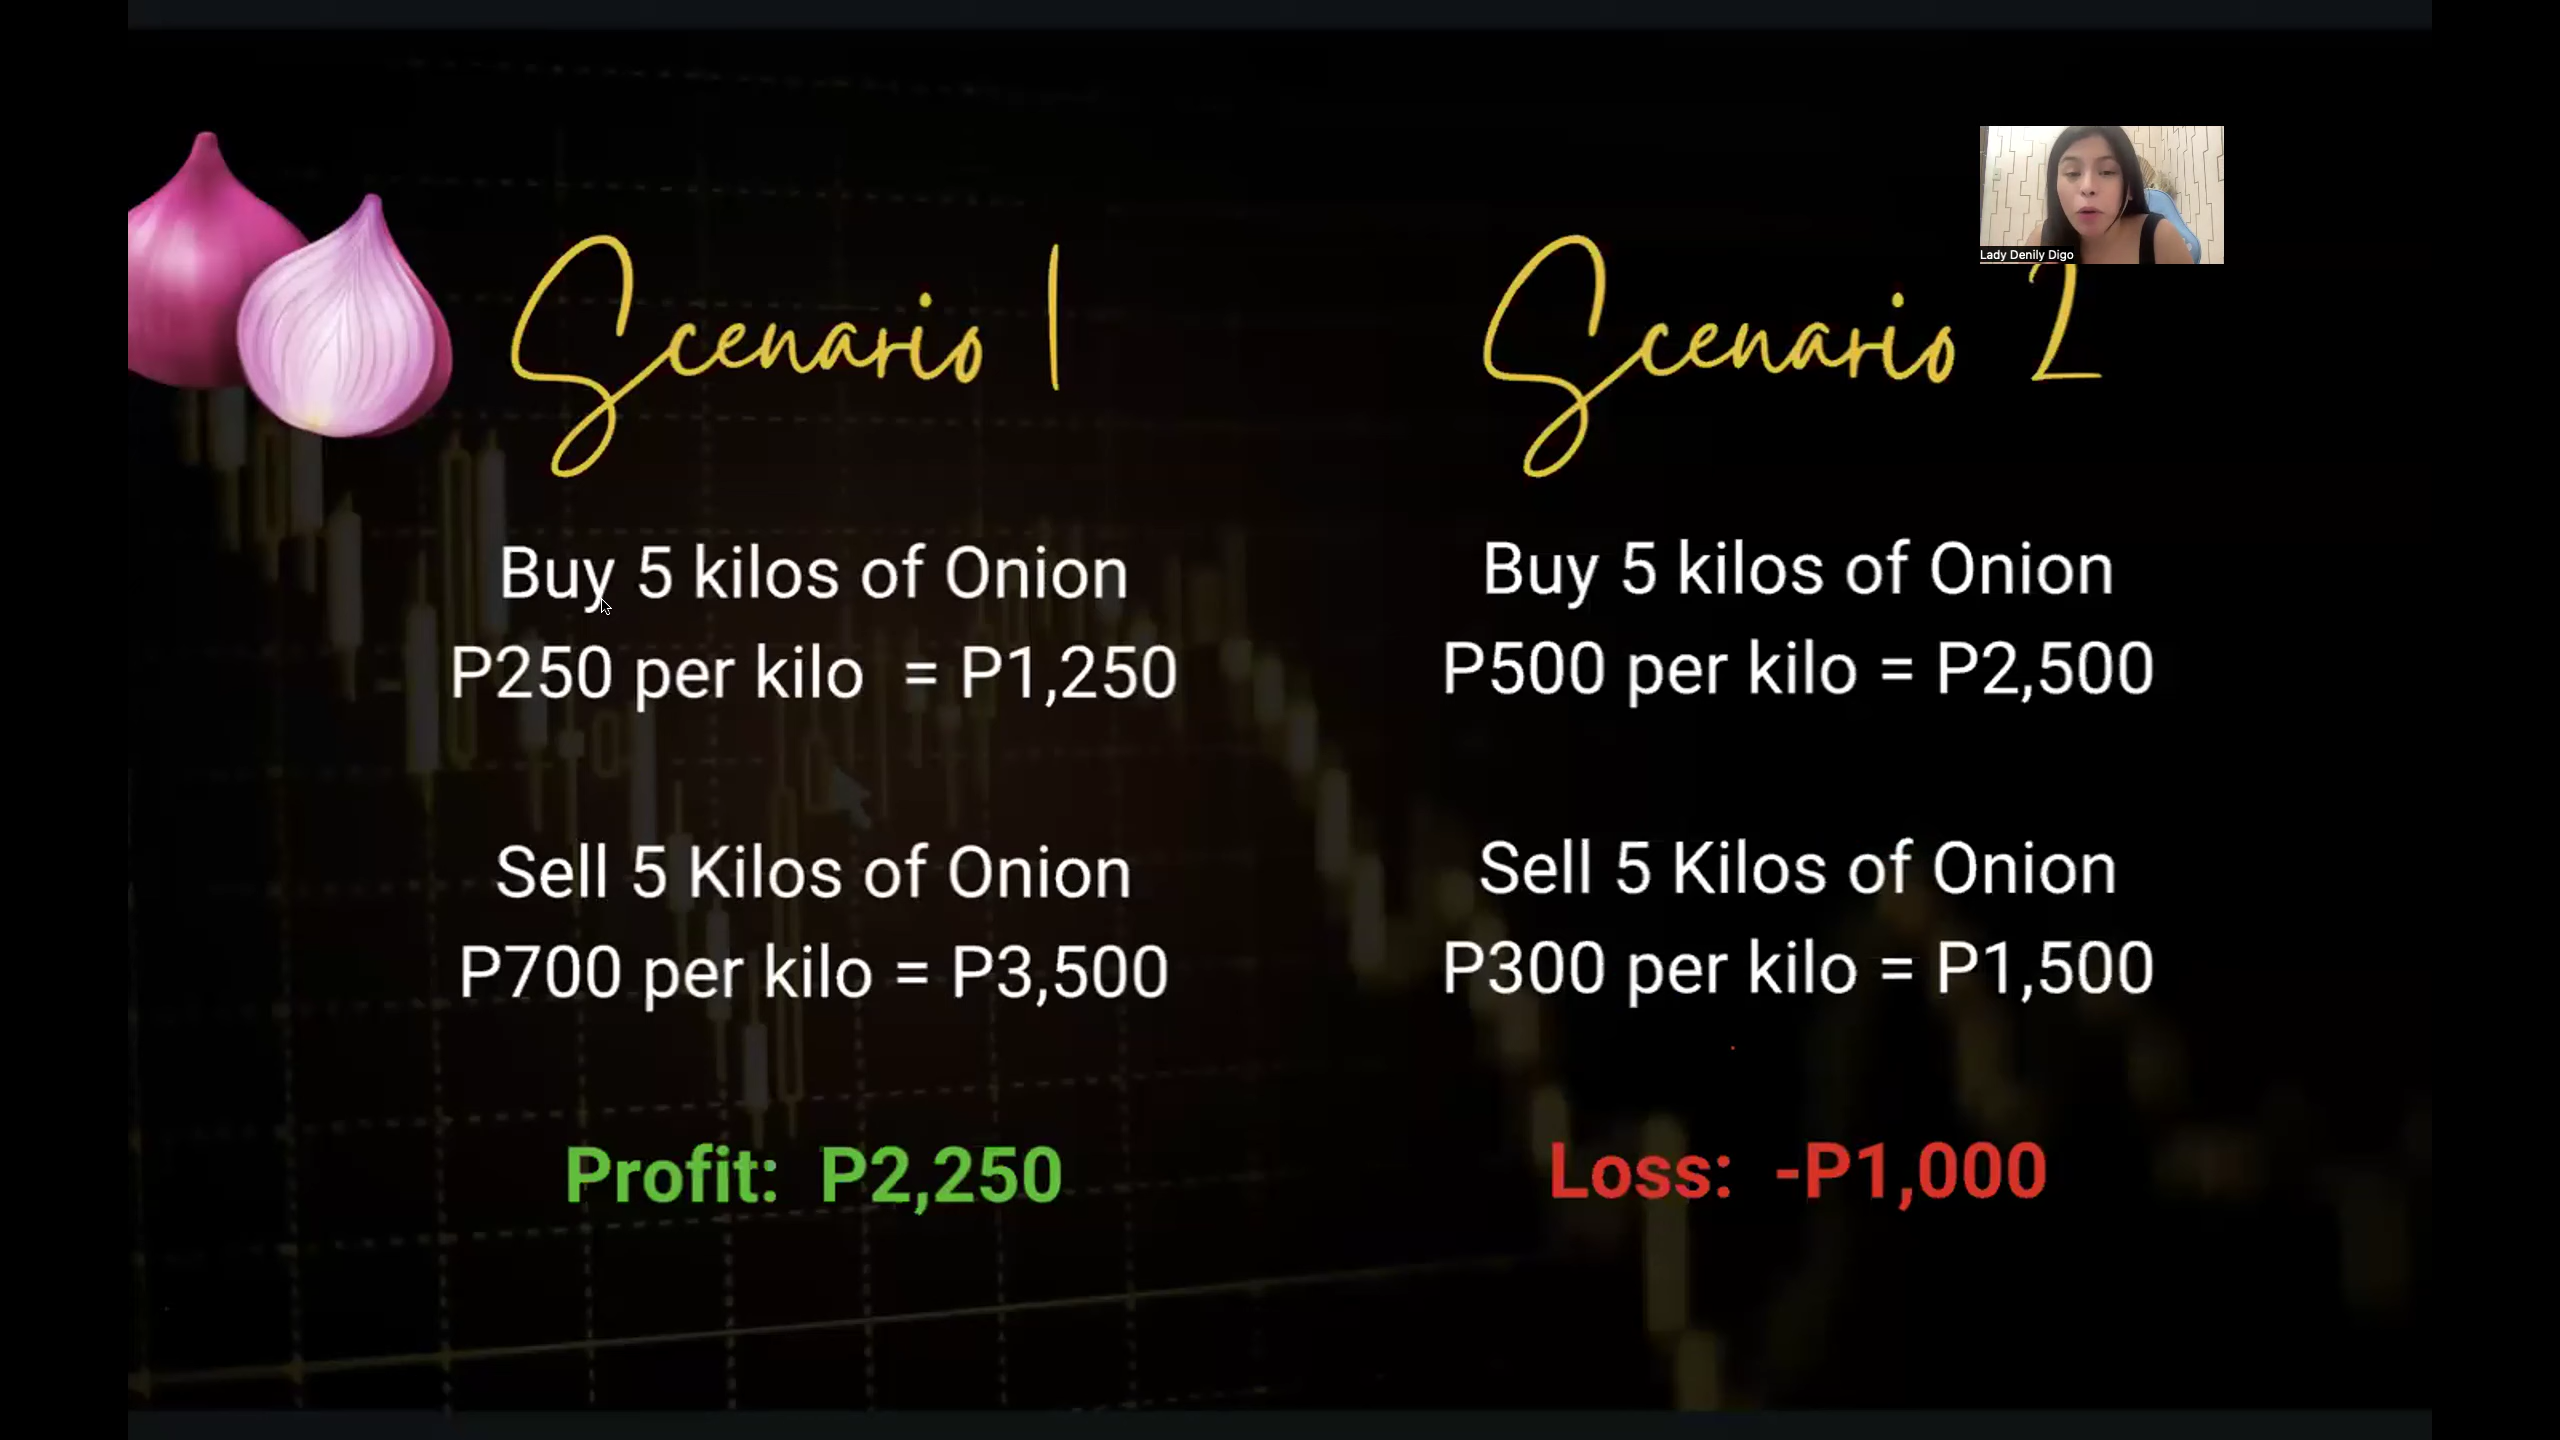 Lady Denily Digo
Scenario 1
Buy 5 kilos of Onion
P250 per kilo = P1,250
Sell 5 Kilos of Onion
P700 per kilo = P3,500
Profit: P2,250
Scenario 2
Buy 5 kilos of Onion
P500 per kilo = P2,500
Sell 5 Kilos of Onion
P300 per kilo = P1,500
Loss: -P1,000